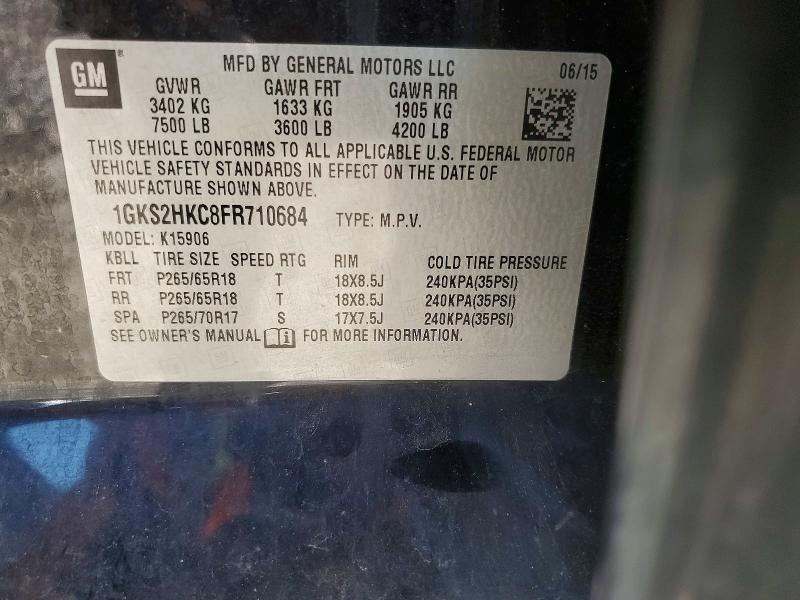 GM
MFD BY GENERAL MOTORS LLC 06/15
GVWR GAWR FRT GAWR RR
3402 KG 1633 KG 1905 KG
7500 LB 3600 LB 4200 LB
THIS VEHICLE CONFORMS TO ALL APPLICABLE U.S. FEDERAL MOTOR
VEHICLE SAFETY STANDARDS IN EFFECT ON THE DATE OF
MANUFACTURE SHOWN ABOVE.
1GKS2HKC8FR710684 TYPE: M.P.V.
MODEL: K15906
KBLL TIRE SIZE SPEED RTG RIM COLD TIRE PRESSURE
FRT P265/65R18 T 18X8.5J 240KPA(35PSI)
RR P265/65R18 T 18X8.5J 240KPA(35PSI)
SPA P265/70R17 S 17X7.5J 240KPA(35PSI)
SEE OWNER'S MANUAL FOR MORE INFORMATION.